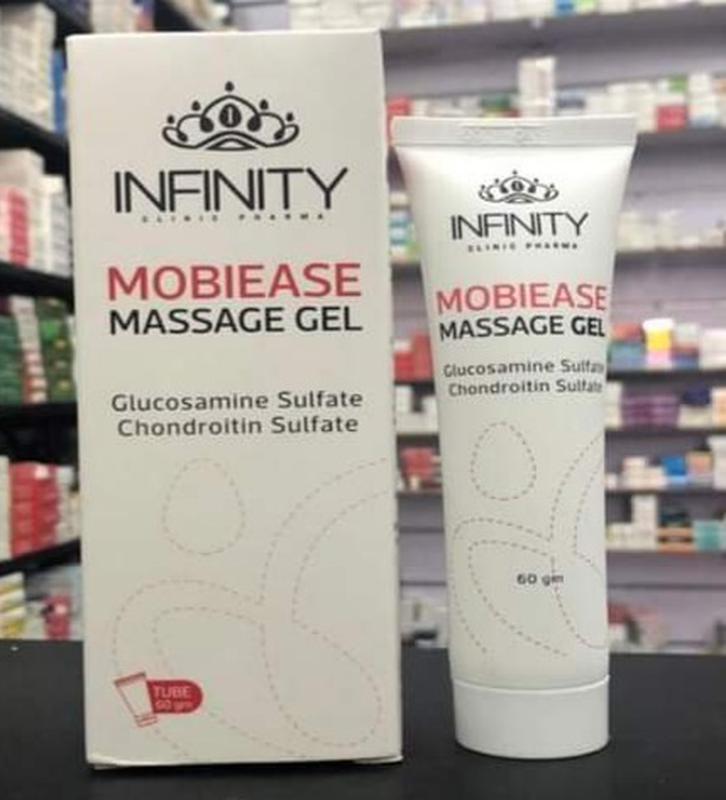 INFINITY
CLINIC PHARMA
MOBIEASE
MASSAGE GEL
Glucosamine Sulfate
Chondroitin Sulfate
TUBE
60 gm
INFINITY
CLINIC PHARMA
MOBIEASE
MASSAGE GEL
Glucosamine Sulfate
Chondroitin Sulfate
60 gm